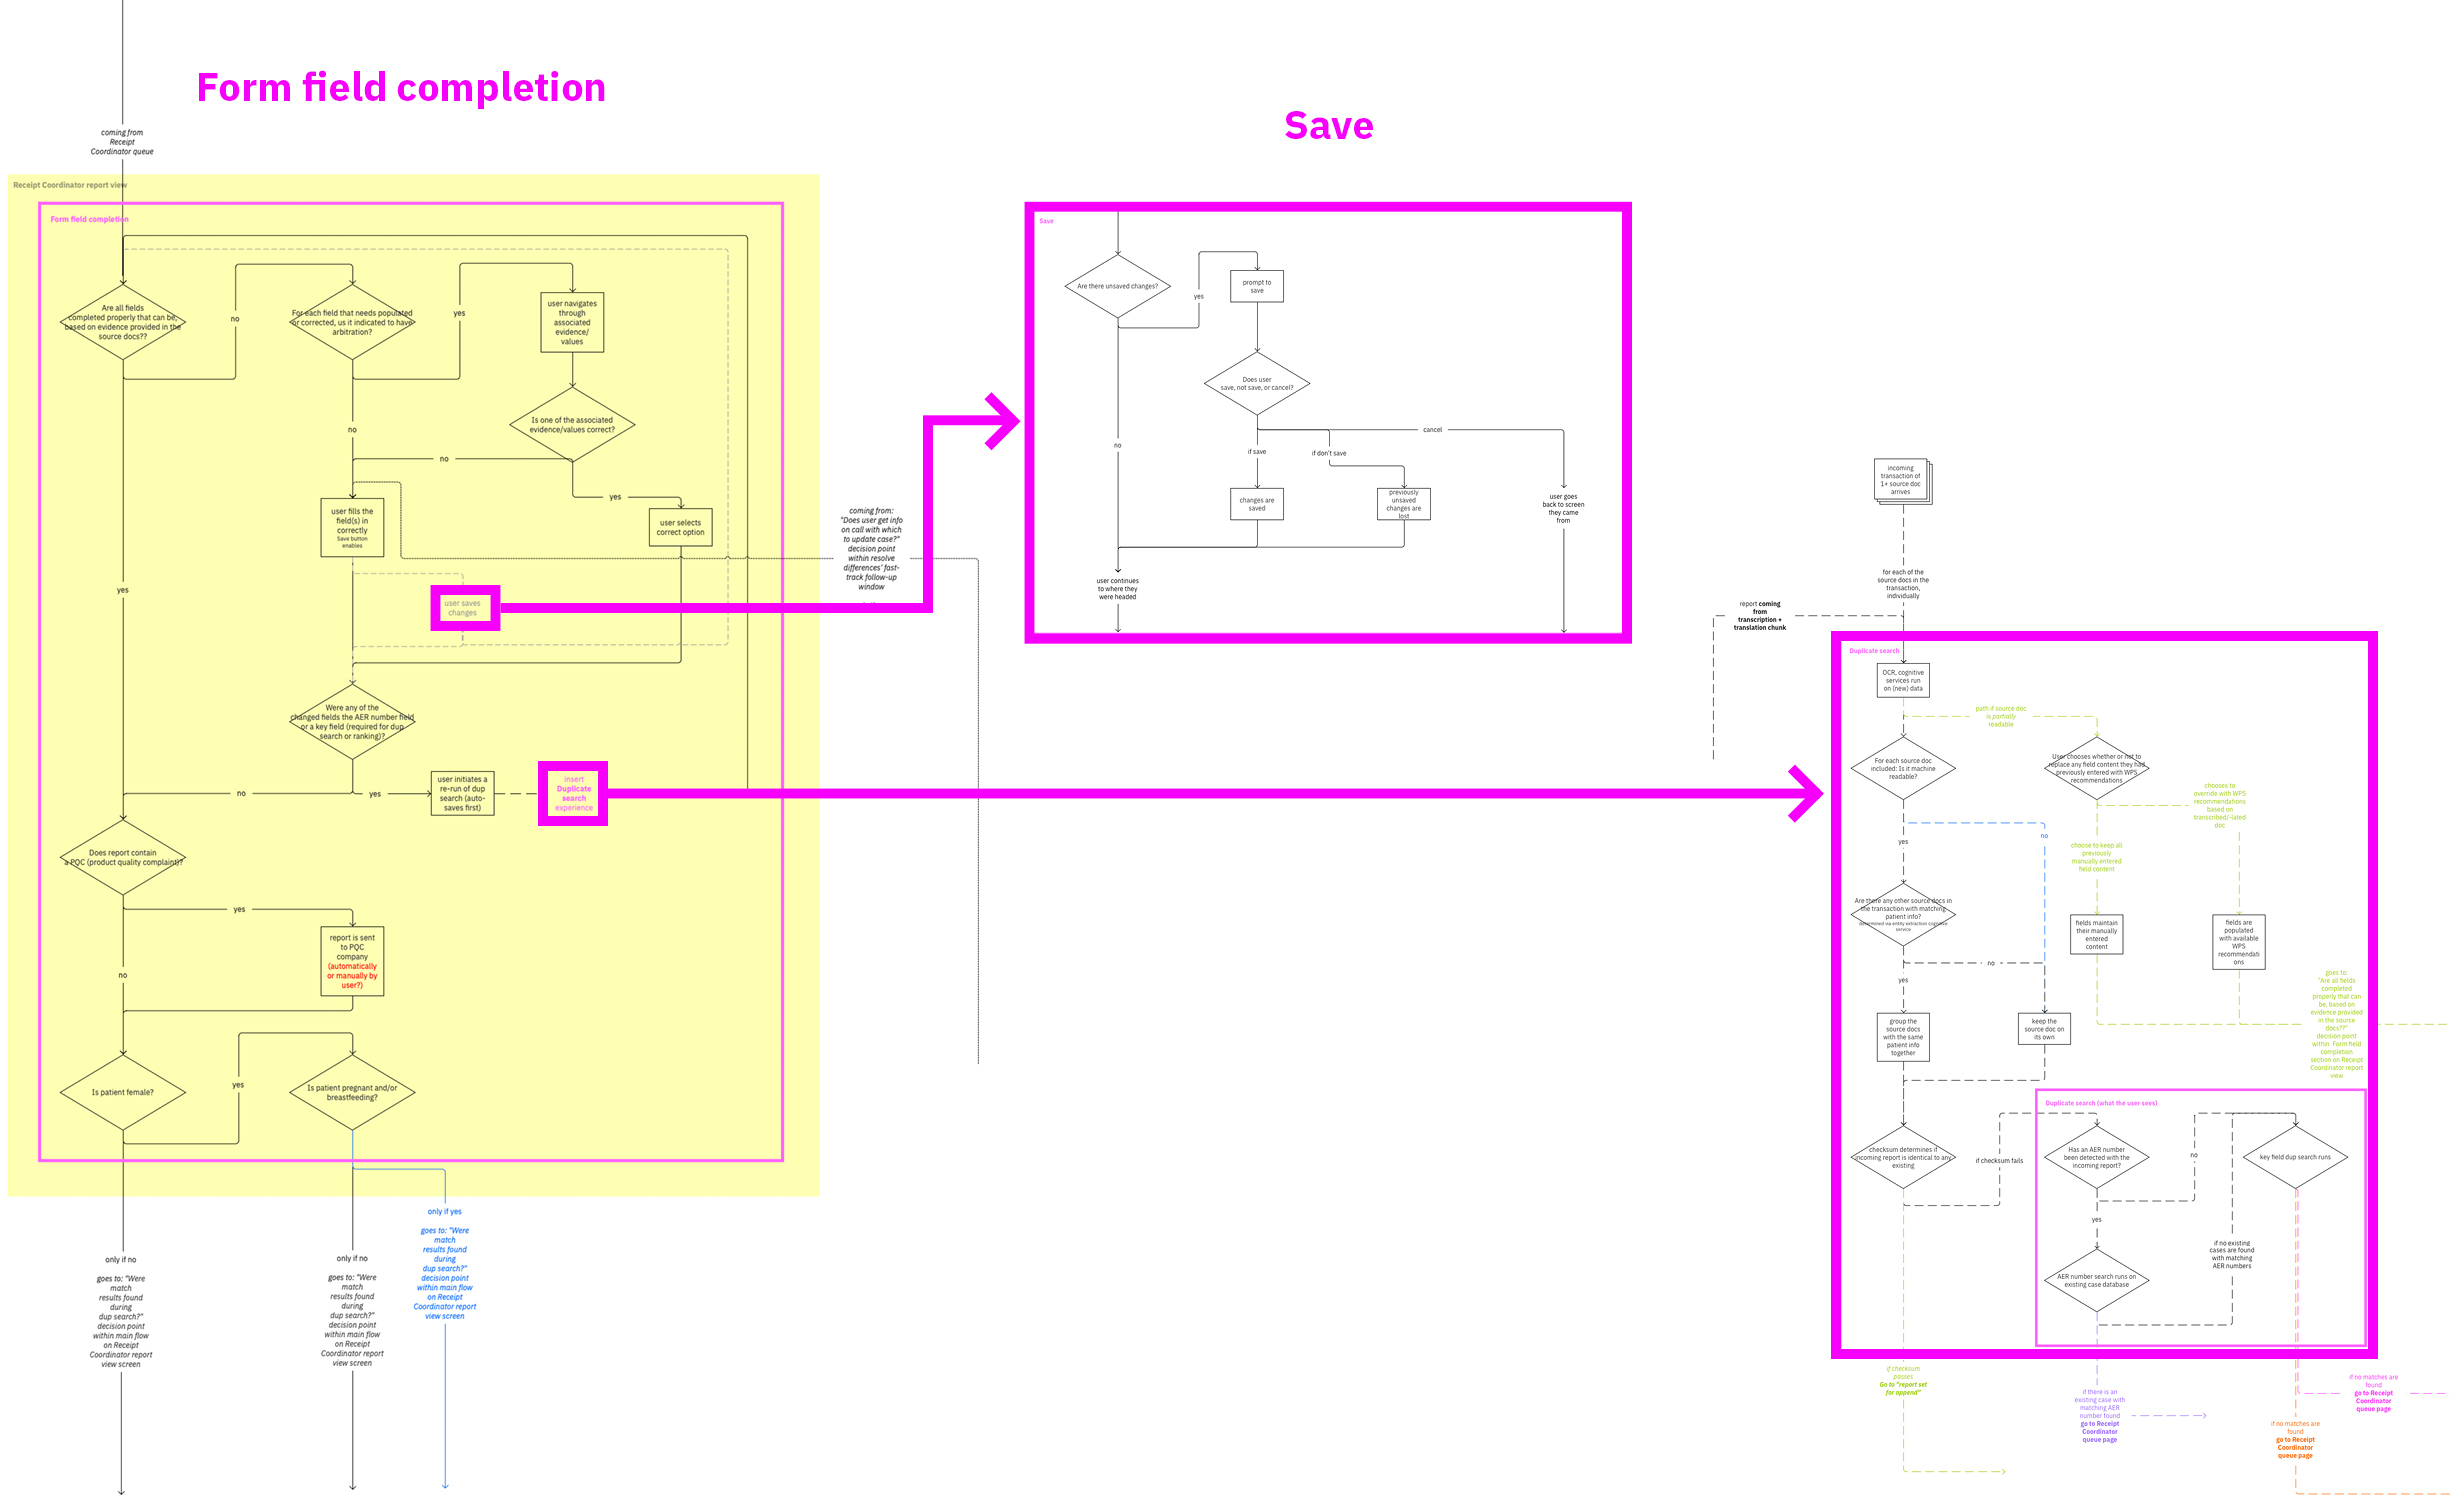 Form field completion
Save
coming from
Receipt
Coordinator queue
Receipt Coordinator report view
Form field completion
Are all fields
completed properly that can be,
based on evidence provided in the
source docs??
no
For each field that needs populated
or corrected, us it indicated to have
arbitration?
yes
user navigates
through
associated
evidence/
values
Is one of the associated
evidence/values correct?
no
no
yes
user fills the
field(s) in
correctly
Save button
enables
user selects
correct option
yes
user saves
changes
coming from:
"Does user get info
on call with which
to update case?"
decision point
within resolve
differences' fast-
track follow-up
window
Were any of the
changed fields the AER number field
or a key field (required for dup
search or ranking)?
no
yes
user initiates a
re-run of dup
search (auto-
saves first)
insert
Duplicate
search
experience
Does report contain
a PQC (product quality complaint)?
yes
no
report is sent
to PQC
company
(automatically
or manually by
user?)
Is patient female?
yes
Is patient pregnant and/or
breastfeeding?
only if no
goes to: "Were
match
results found
during
dup search?"
decision point
within main flow
on Receipt
Coordinator report
view screen
only if no
goes to: "Were
match
results found
during
dup search?"
decision point
within main flow
on Receipt
Coordinator report
view screen
only if yes
goes to: "Were
match
results found
during
dup search?"
decision point
within main flow
on Receipt
Coordinator report
view screen
Save
Are there unsaved changes?
yes
prompt to
save
Does user
save, not save, or cancel?
no
if save
if don't save
cancel
changes are
saved
previously
unsaved
changes are
lost
user goes
back to screen
they came
from
user continues
to where they
were headed
incoming
transaction of
1+ source doc
arrives
for each of the
source docs in the
transaction,
individually
report coming
from
transcription +
translation chunk
Duplicate search
OCR, cognitive
services run
on (new) data
path if source doc
is partially
readable
For each source doc
included: Is it machine
readable?
User chooses whether or not to
replace any field content they had
previously entered with WPS
recommendations
chooses to
override with WPS
recommendations
based on
transcribed/-lated
doc
no
yes
choose to keep all
previously
manually entered
field content
Are there any other source docs in
the transaction with matching
patient info?
determined via entity extraction cognitive
service
fields maintain
their manually
entered
content
fields are
populated
with available
WPS
recommendati
ons
no
yes
goes to:
"Are all fields
completed
properly that can
be, based on
evidence provided
in the source
docs??"
decision point
within Form field
completion
section on Receipt
Coordinator report
view
group the
source docs
with the same
patient info
together
keep the
source doc on
its own
Duplicate search (what the user sees)
checksum determines if
incoming report is identical to any
existing
if checksum fails
Has an AER number
been detected with the
incoming report?
no
key field dup search runs
yes
if no existing
cases are found
with matching
AER numbers
AER number search runs on
existing case database
if checksum
passes
Go to "report set
for append"
if there is an
existing case with
matching AER
number found
go to Receipt
Coordinator
queue page
if no matches are
found
go to Receipt
Coordinator
queue page
if no matches are
found
go to Receipt
Coordinator
queue page